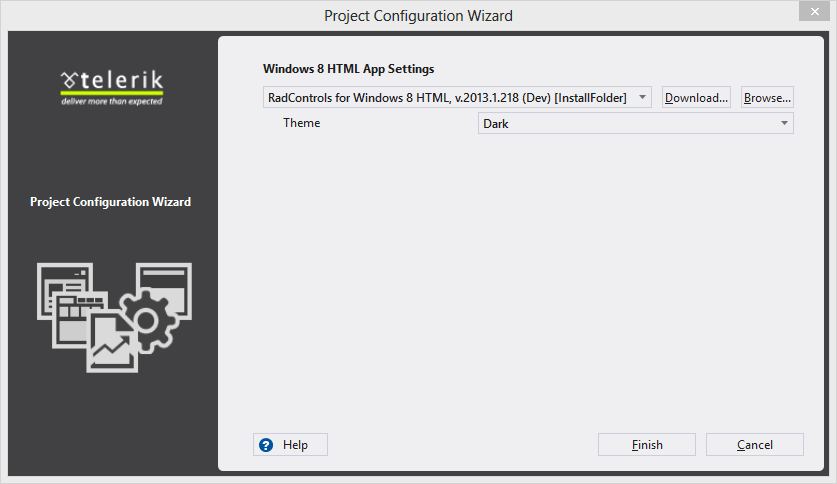 Project Configuration Wizard
telerik
deliver more than expected
Project Configuration Wizard
Windows 8 HTML App Settings
RadControls for Windows 8 HTML, v.2013.1.218 (Dev) [InstallFolder]
Download...
Browse...
Theme
Dark
Help
Finish
Cancel